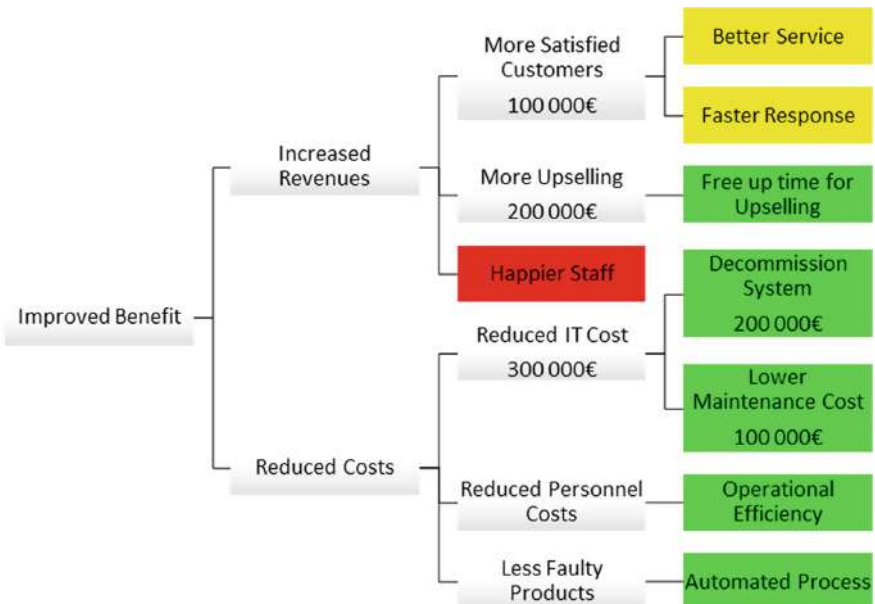 Improved Benefit
Increased
Revenues
More Satisfied
Customers
100 000€
Better Service
Faster Response
More Upselling
200 000€
Free up time for
Upselling
Happier Staff
Reduced Costs
Reduced IT Cost
300 000€
Decommission
System
200 000€
Lower
Maintenance Cost
100 000€
Reduced Personnel
Costs
Operational
Efficiency
Less Faulty
Products
Automated Process